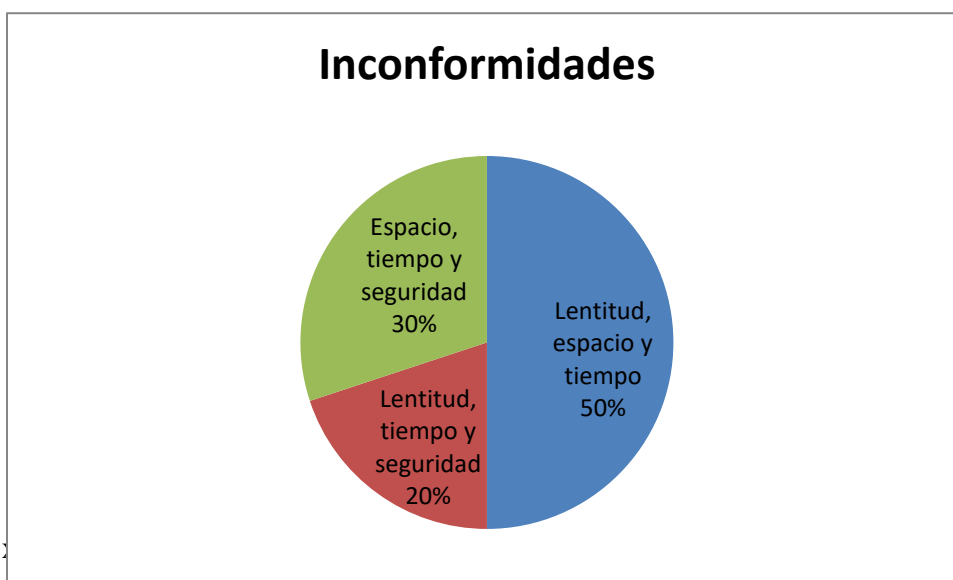 Inconformidades
Espacio,
tiempo y
seguridad
30%
Lentitud,
espacio y
tiempo
50%
Lentitud,
tiempo y
seguridad
20%